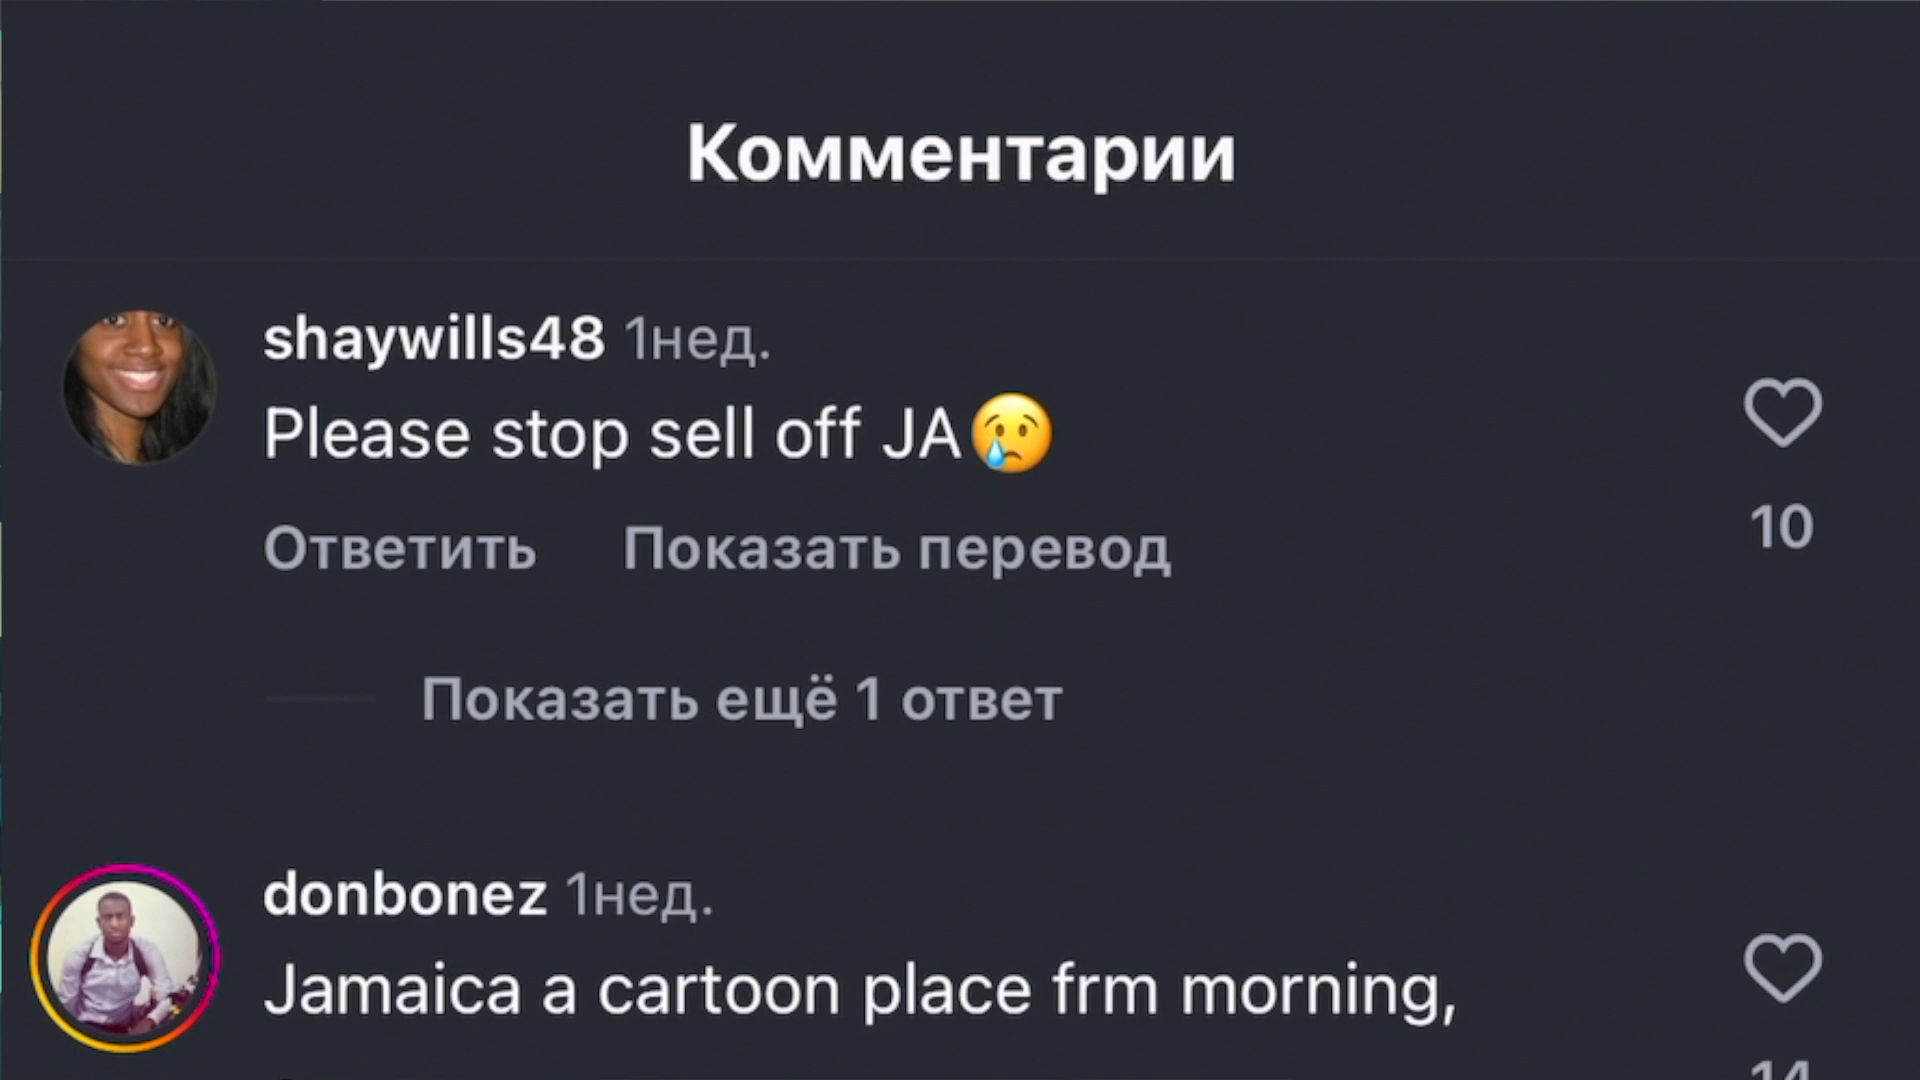 Комментарии
shaywills48 1нед.
Please stop sell off JA😢
10
Ответить Показать перевод
Показать ещё 1 ответ
donbonez 1нед.
Jamaica a cartoon place frm morning,
14